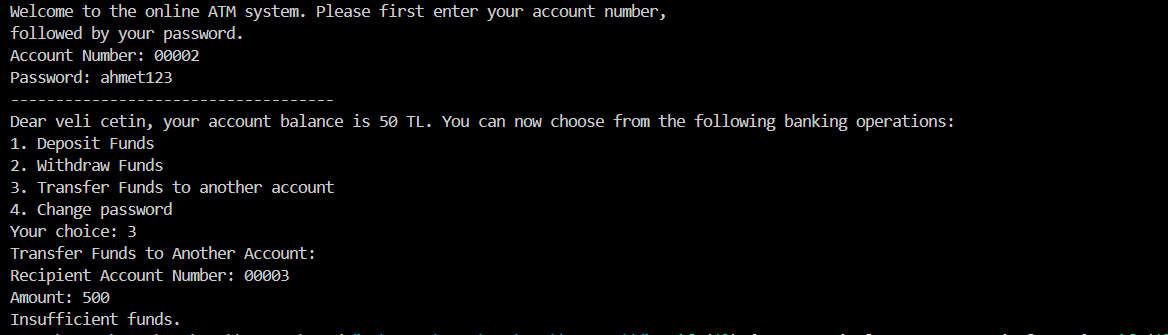 Welcome to the online ATM system. Please first enter your account number,
followed by your password.
Account Number: 00002
Password: ahmet123
------------------------------------
Dear veli cetin, your account balance is 50 TL. You can now choose from the following banking operations:
1. Deposit Funds
2. Withdraw Funds
3. Transfer Funds to another account
4. Change password
Your choice: 3
Transfer Funds to Another Account:
Recipient Account Number: 00003
Amount: 500
Insufficient funds.